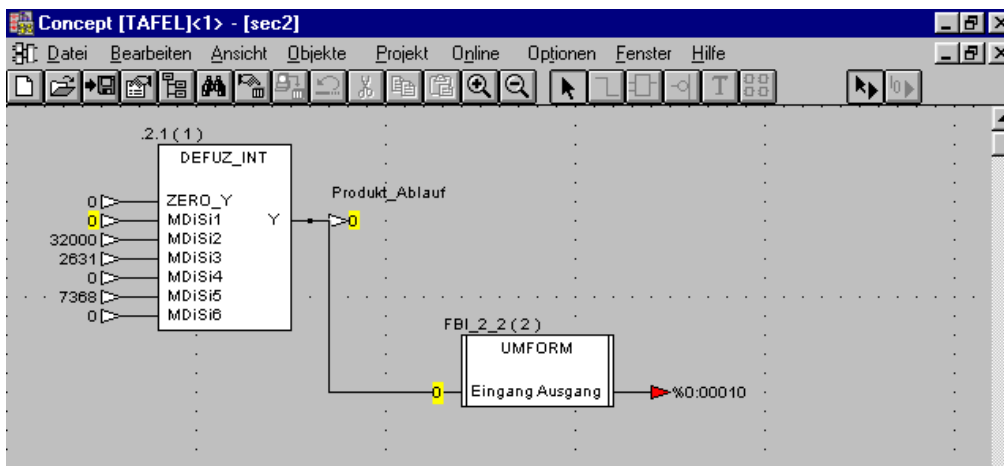 Concept [TAFEL]<1> - [sec2]
Datei Bearbeiten Ansicht Objekte Projekt Online Optionen Fenster Hilfe
.2.1 ( 1 )
DEFUZ_INT
Produkt_Ablauf
0 ZERO_Y
0 MDiSi1 Y 0
32000 MDiSi2
2631 MDiSi3
0 MDiSi4
7368 MDiSi5
0 MDiSi6
FBI_2_2 ( 2 )
UMFORM
0 Eingang Ausgang %0:00010